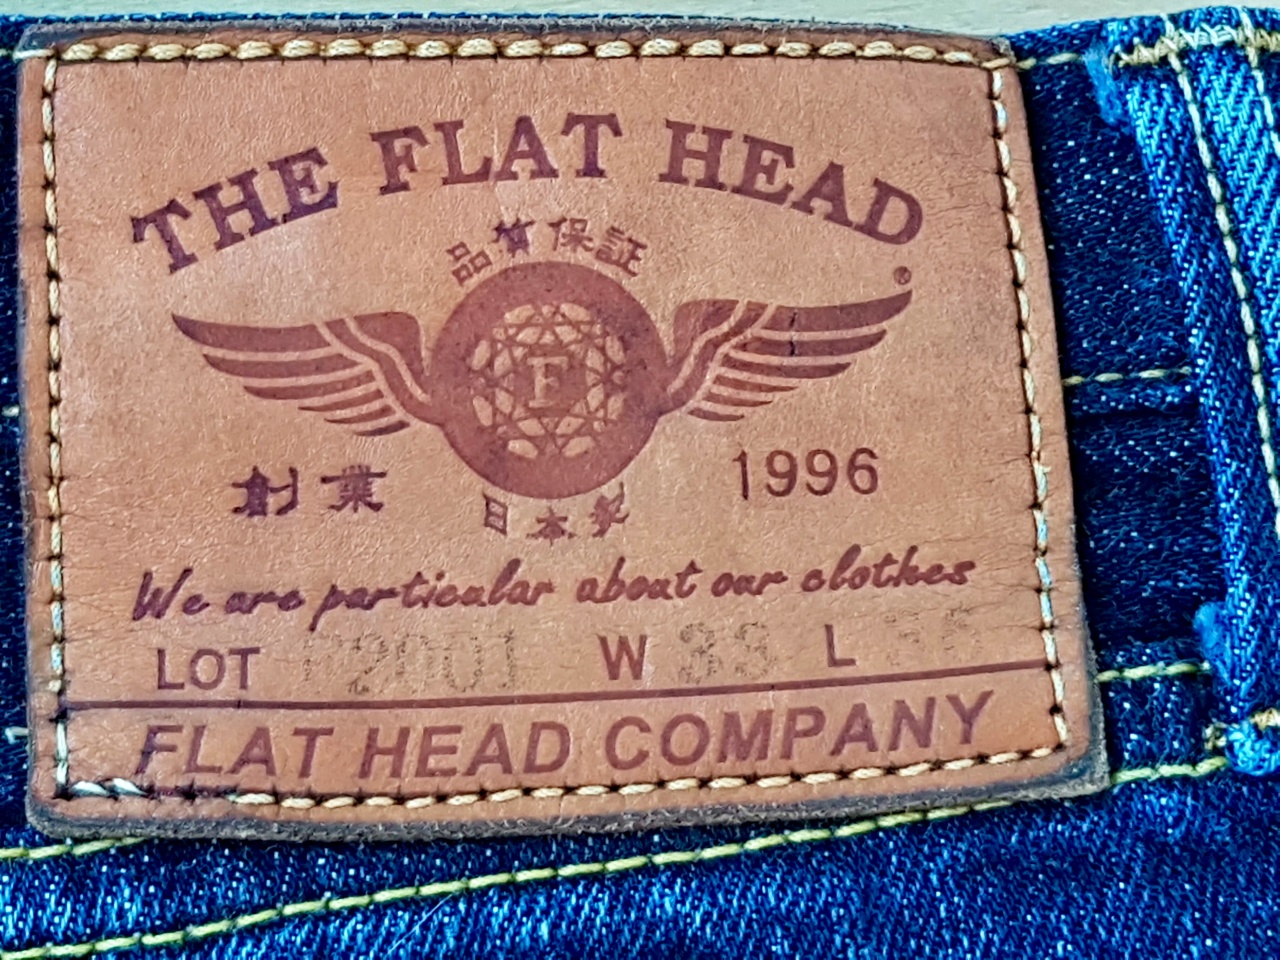 THE FLAT HEAD
®
品質保証
F
創業
1996
日本製
We are particular about our clothes
LOT W 33 L
FLAT HEAD COMPANY